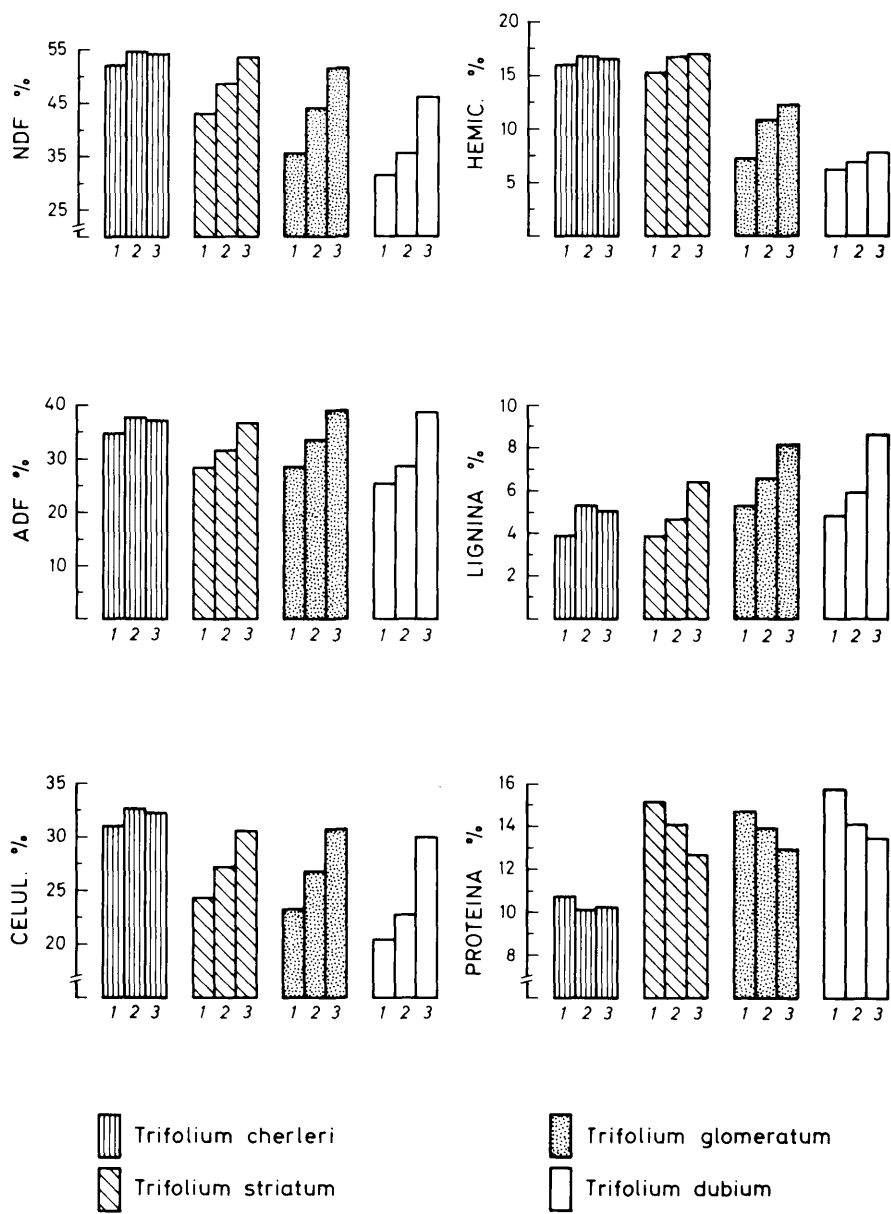 NDF %
55
45
35
25
1 2 3 1 2 3 1 2 3 1 2 3
HEMIC. %
20
15
10
5
1 2 3 1 2 3 1 2 3 1 2 3
ADF %
40
30
20
10
1 2 3 1 2 3 1 2 3 1 2 3
LIGNINA %
10
8
6
4
2
1 2 3 1 2 3 1 2 3 1 2 3
CELUL. %
35
30
25
20
1 2 3 1 2 3 1 2 3 1 2 3
PROTEINA %
16
14
12
10
8
1 2 3 1 2 3 1 2 3 1 2 3
Trifolium cherleri
Trifolium striatum
Trifolium glomeratum
Trifolium dubium